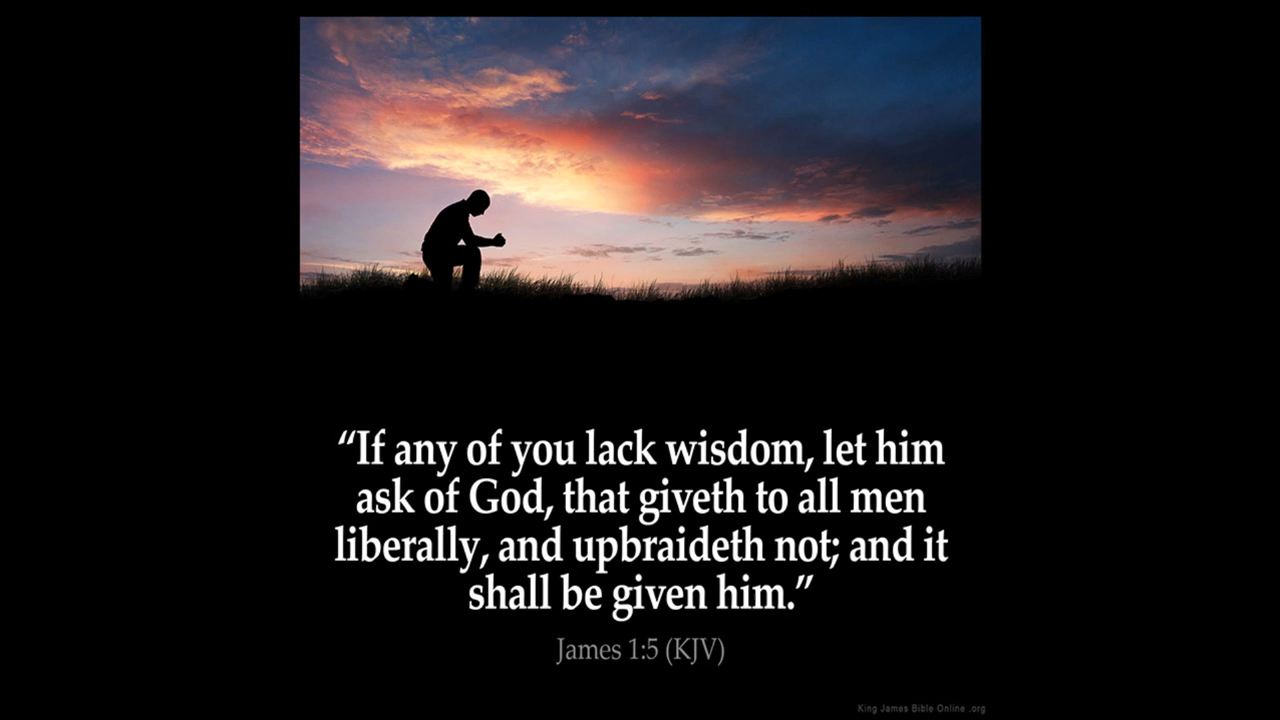 “If any of you lack wisdom, let him
ask of God, that giveth to all men
liberally, and upbraideth not; and it
shall be given him.”
James 1:5 (KJV)
King James Bible Online .org